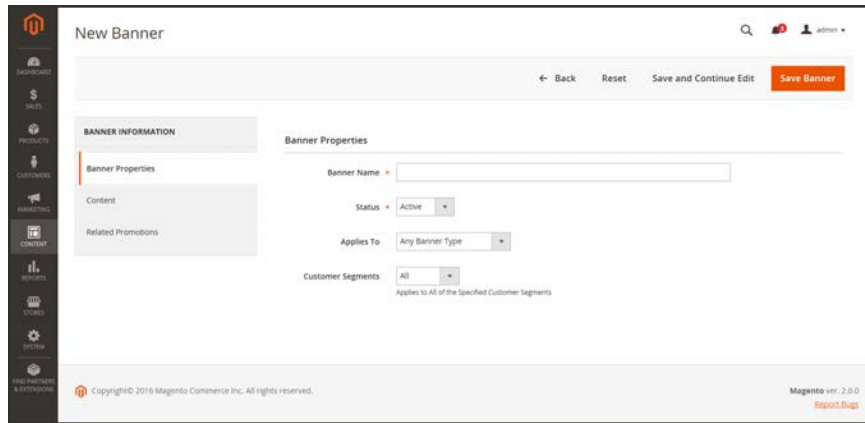 New Banner
2
admin
← Back
Reset
Save and Continue Edit
Save Banner
DASHBOARD
$
SALES
PRODUCTS
CUSTOMERS
MARKETING
CONTENT
REPORTS
STORES
SYSTEM
FIND PARTNERS
& EXTENSIONS
BANNER INFORMATION
Banner Properties
Content
Related Promotions
Banner Properties
Banner Name *
Status * Active
Applies To Any Banner Type
Customer Segments All
Applies to All of the Specified Customer Segments
Copyright© 2016 Magento Commerce Inc. All rights reserved.
Magento ver. 2.0.0
Report Bugs